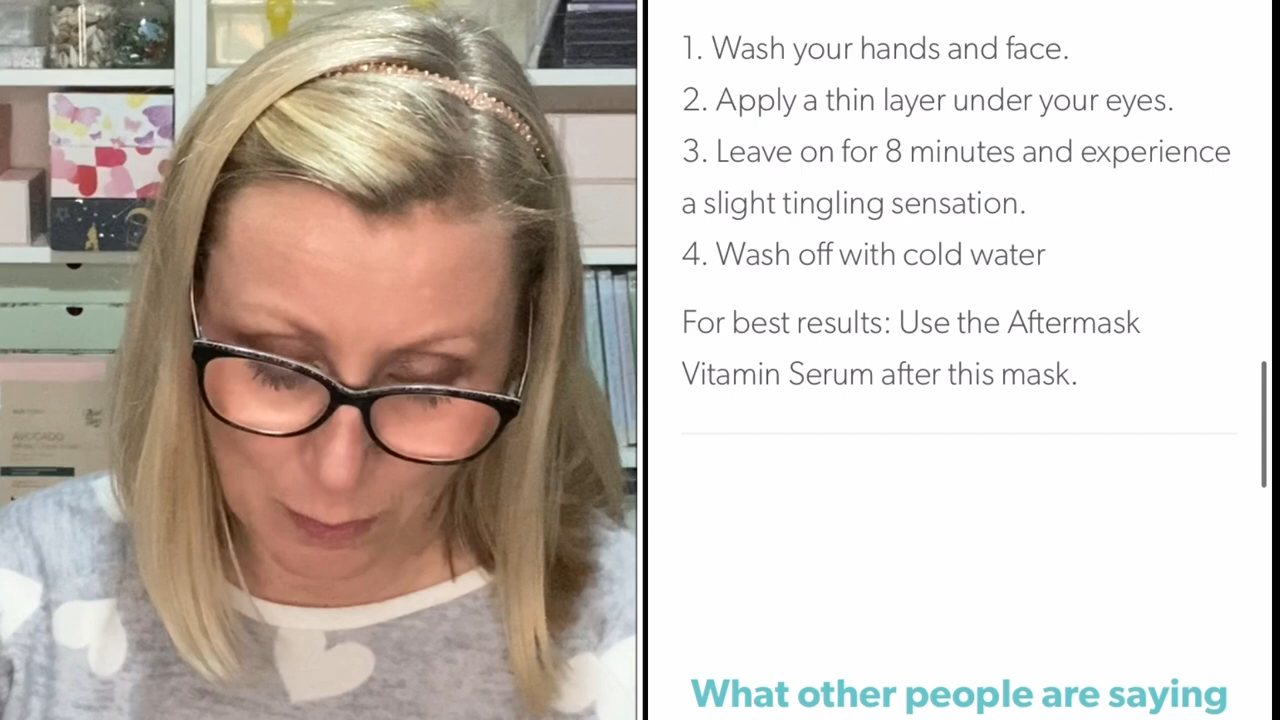 AVOCADO
1. Wash your hands and face.
2. Apply a thin layer under your eyes.
3. Leave on for 8 minutes and experience
a slight tingling sensation.
4. Wash off with cold water
For best results: Use the Aftermask
Vitamin Serum after this mask.
What other people are saying